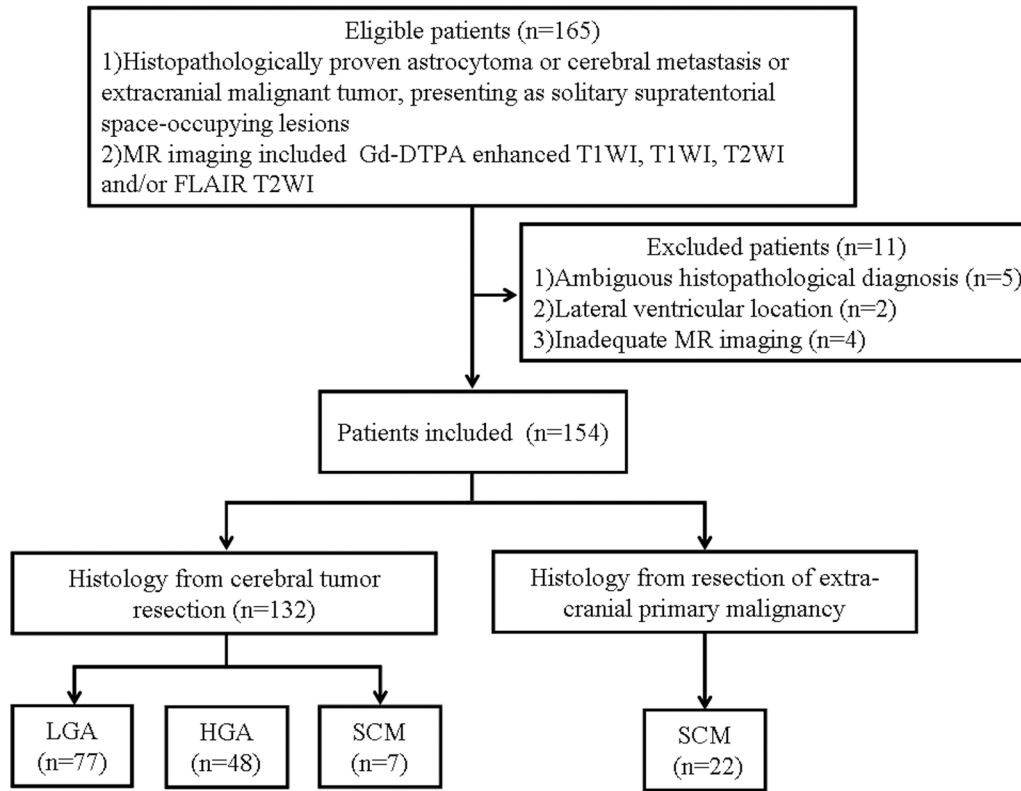 Eligible patients (n=165)
1)Histopathologically proven astrocytoma or cerebral metastasis or
extracranial malignant tumor, presenting as solitary supratentorial
space-occupying lesions
2)MR imaging included Gd-DTPA enhanced T1WI, T1WI, T2WI
and/or FLAIR T2WI
Excluded patients (n=11)
1)Ambiguous histopathological diagnosis (n=5)
2)Lateral ventricular location (n=2)
3)Inadequate MR imaging (n=4)
Patients included (n=154)
Histology from cerebral tumor
resection (n=132)
Histology from resection of extra-
cranial primary malignancy
LGA
(n=77)
HGA
(n=48)
SCM
(n=7)
SCM
(n=22)